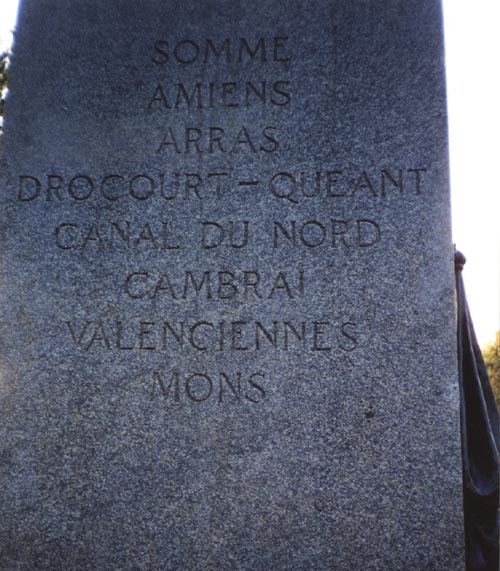 SOMME
AMIENS
ARRAS
DROCOURT-QUEANT
CANAL DU NORD
CAMBRAI
VALENCIENNES
MONS